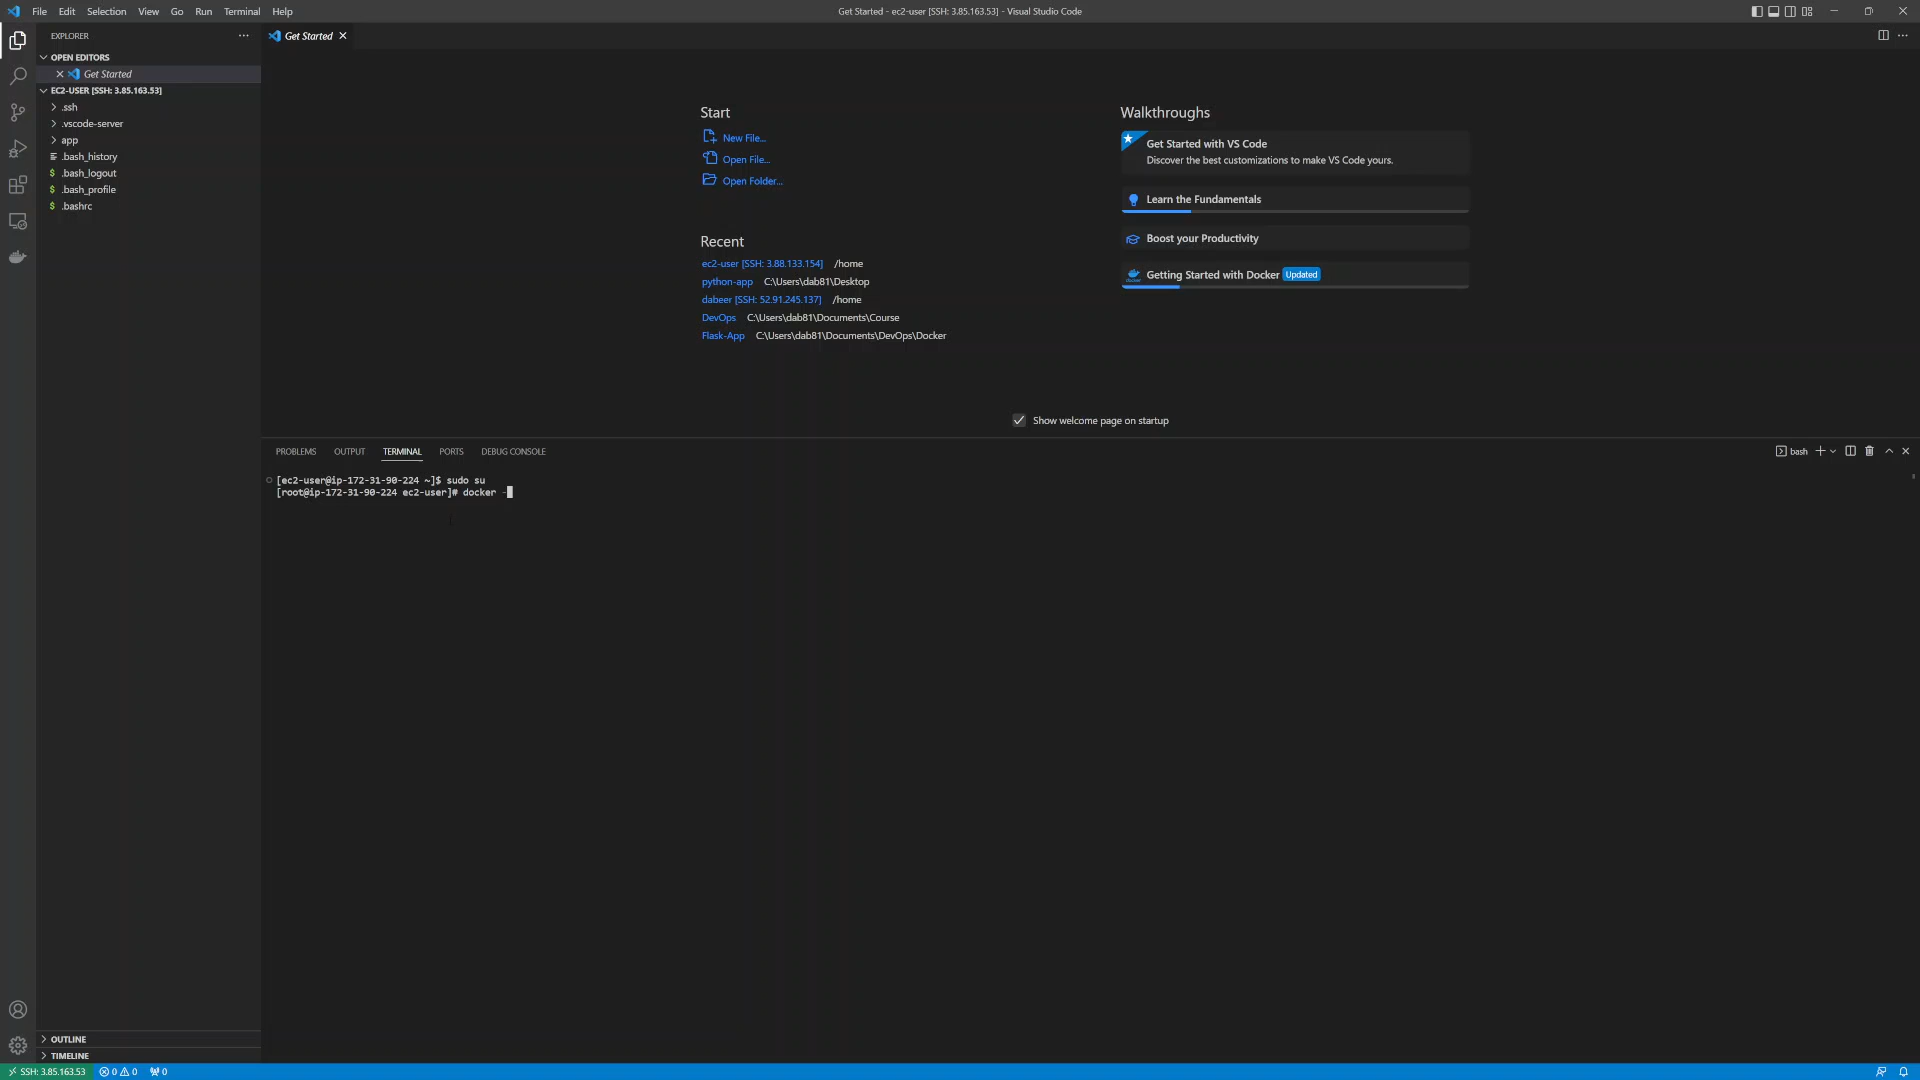 File Edit Selection View Go Run Terminal Help
Get Started - ec2-user [SSH: 3.85.163.53] - Visual Studio Code
EXPLORER
OPEN EDITORS
Get Started
EC2-USER [SSH: 3.85.163.53]
.ssh
.vscode-server
app
.bash_history
.bash_logout
.bash_profile
.bashrc
OUTLINE
TIMELINE
Get Started
Start
New File...
Open File...
Open Folder...
Recent
ec2-user [SSH: 3.88.133.154] /home
python-app C:\Users\dab81\Desktop
dabeer [SSH: 52.91.245.137] /home
DevOps C:\Users\dab81\Documents\Course
Flask-App C:\Users\dab81\Documents\DevOps\Docker
Walkthroughs
Get Started with VS Code
Discover the best customizations to make VS Code yours.
Learn the Fundamentals
Boost your Productivity
Getting Started with Docker Updated
Show welcome page on startup
PROBLEMS OUTPUT TERMINAL PORTS DEBUG CONSOLE
bash
[ec2-user@ip-172-31-90-224 ~]$ sudo su
[root@ip-172-31-90-224 ec2-user]# docker -
SSH: 3.85.163.53 0 0 0